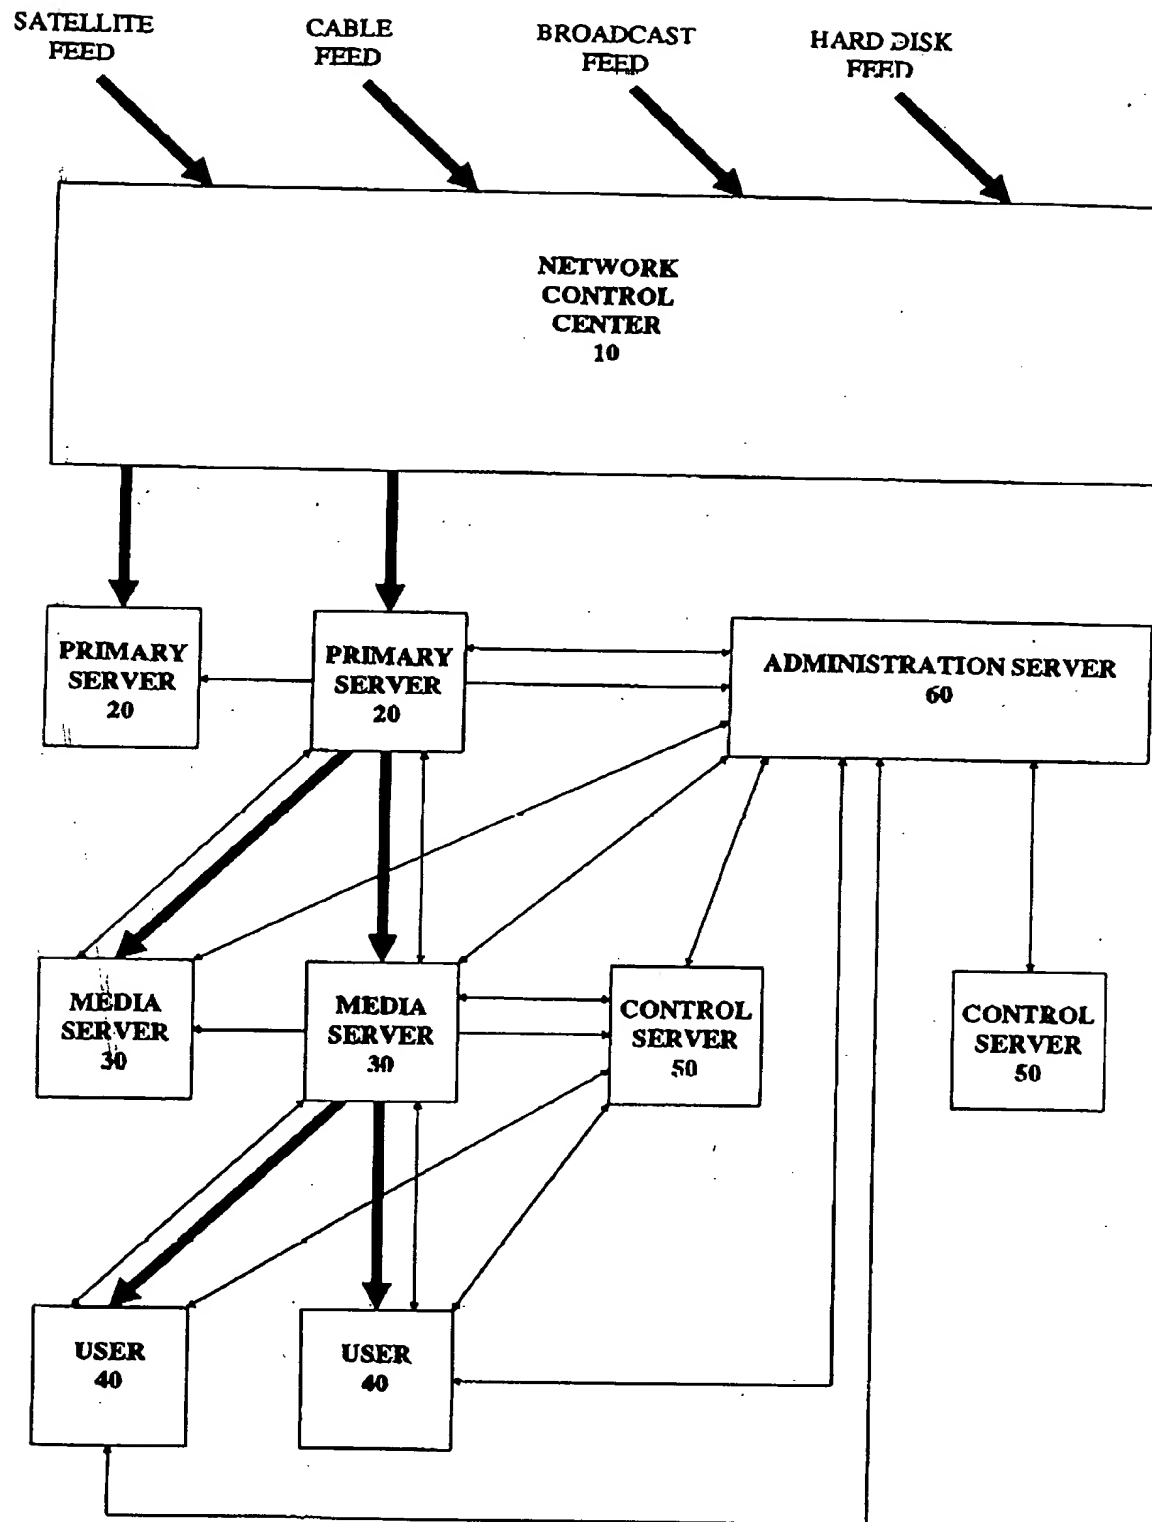 SATELLITE
FEED
CABLE
FEED
BROADCAST
FEED
HARD DISK
FEED
NETWORK
CONTROL
CENTER
10
PRIMARY
SERVER
20
PRIMARY
SERVER
20
ADMINISTRATION SERVER
60
MEDIA
SERVER
30
MEDIA
SERVER
30
CONTROL
SERVER
50
CONTROL
SERVER
50
USER
40
USER
40